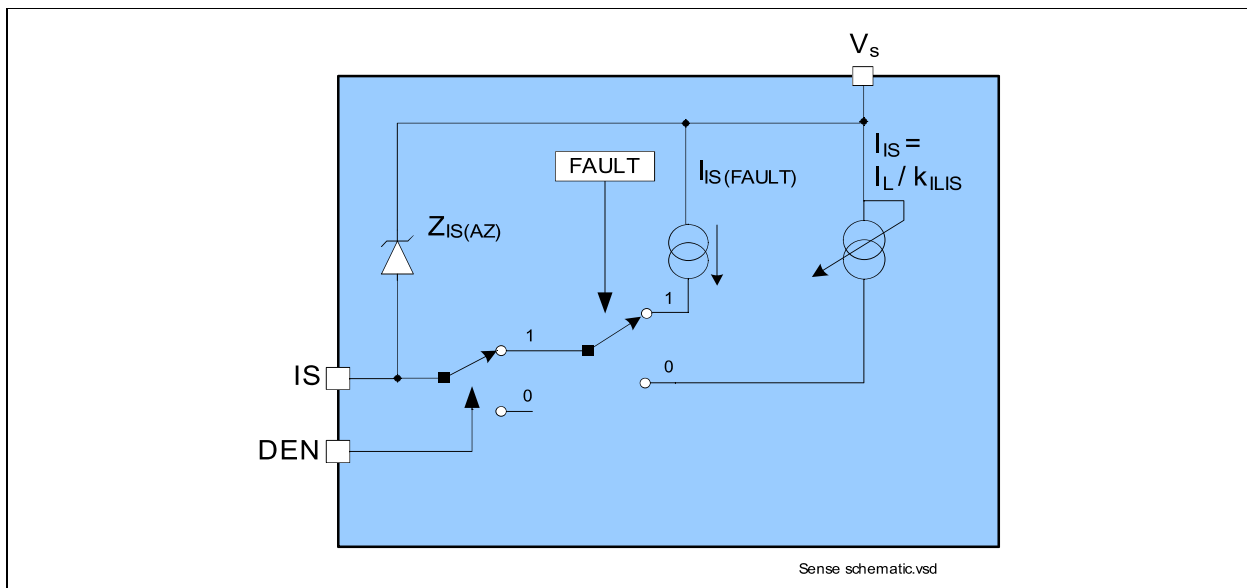 Vs
IIS =
FAULT
IIS(FAULT)
IL / kILIS
ZIS(AZ)
1
1
0
IS
0
DEN
Sense schematic.vsd